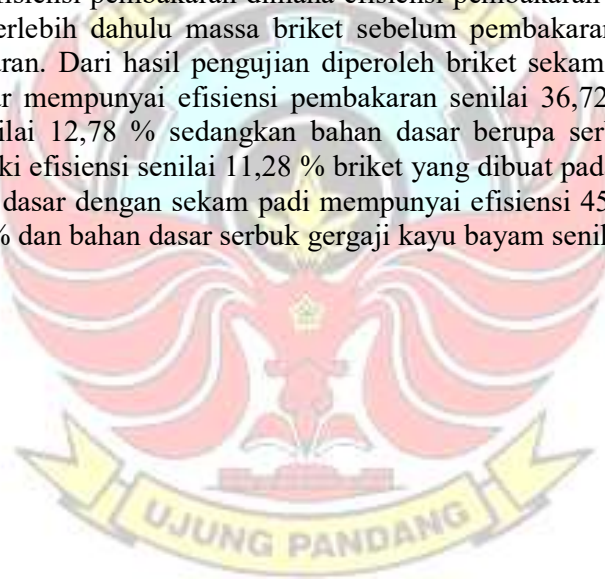 efisiensi pembakaran dimana efisiensi pembakaran
terlebih dahulu massa briket sebelum pembakaran
aran. Dari hasil pengujian diperoleh briket sekam
ar mempunyai efisiensi pembakaran senilai 36,72
nilai 12,78 % sedangkan bahan dasar berupa ser
ki efisiensi senilai 11,28 % briket yang dibuat pad
dasar dengan sekam padi mempunyai efisiensi 45
% dan bahan dasar serbuk gergaji kayu bayam senil
UJUNG PANDANG